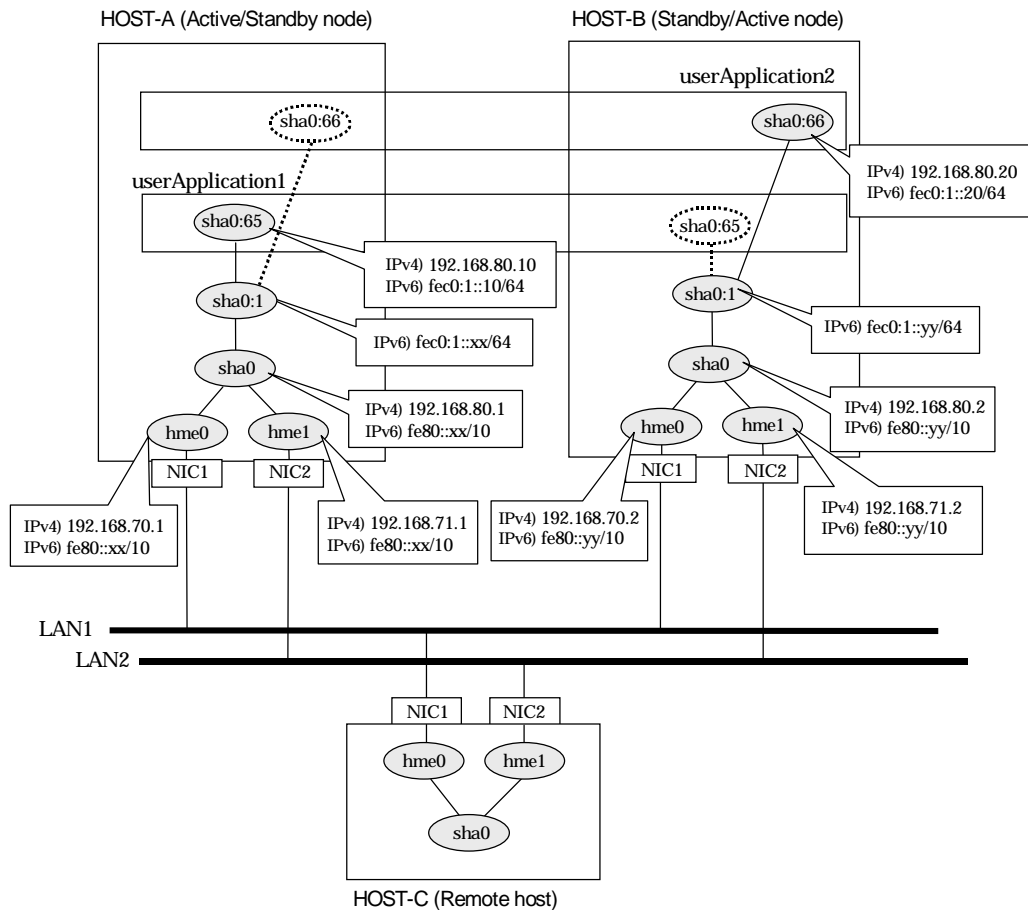 HOST-A (Active/Standby node)
HOST-B (Standby/Active node)
userApplication2
sha0:66
sha0:66
IPv4) 192.168.80.20
IPv6) fec0:1::20/64
userApplication1
sha0:65
sha0:65
IPv4) 192.168.80.10
IPv6) fec0:1::10/64
sha0:1
sha0:1
IPv6) fec0:1::xx/64
IPv6) fec0:1::yy/64
sha0
sha0
IPv4) 192.168.80.1
IPv6) fe80::xx/10
IPv4) 192.168.80.2
IPv6) fe80::yy/10
hme0
hme1
hme0
hme1
NIC1
NIC2
NIC1
NIC2
IPv4) 192.168.70.1
IPv6) fe80::xx/10
IPv4) 192.168.71.1
IPv6) fe80::xx/10
IPv4) 192.168.70.2
IPv6) fe80::yy/10
IPv4) 192.168.71.2
IPv6) fe80::yy/10
LAN1
LAN2
NIC1
NIC2
hme0
hme1
sha0
HOST-C (Remote host)